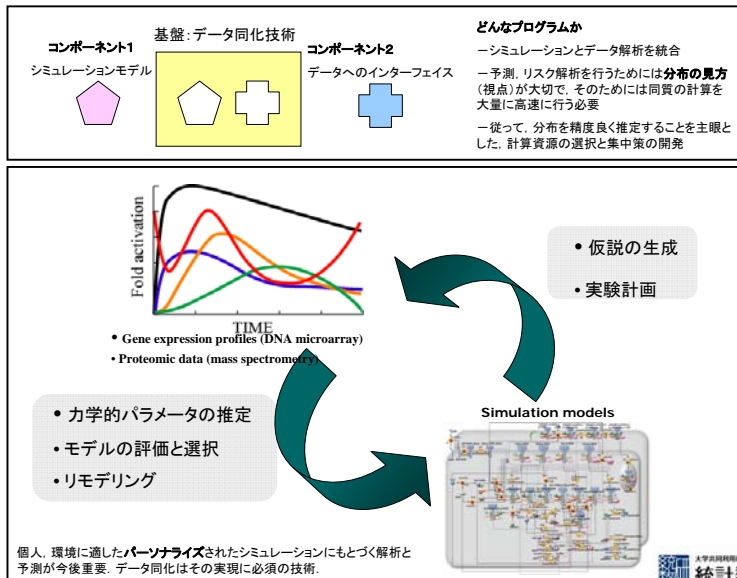 コンポーネント1
シミュレーションモデル
基盤：データ同化技術
コンポーネント2
データへのインターフェイス
どんなプログラムか
－シミュレーションとデータ解析を統合
－予測，リスク解析を行うためには分布の見方
（視点）が大切で，そのためには同質の計算を
大量に高速に行う必要
－従って，分布を精度良く推定することを主眼と
した，計算資源の選択と集中策の開発
Fold activation
TIME
• Gene expression profiles (DNA microarray)
• Proteomic data (mass spectrometry)
• 仮説の生成
• 実験計画
• 力学的パラメータの推定
• モデルの評価と選択
• リモデリング
Simulation models
個人，環境に適したパーソナライズされたシミュレーションにもとづく解析と
予測が今後重要．データ同化はその実現に必須の技術．
大学共同利用
統計